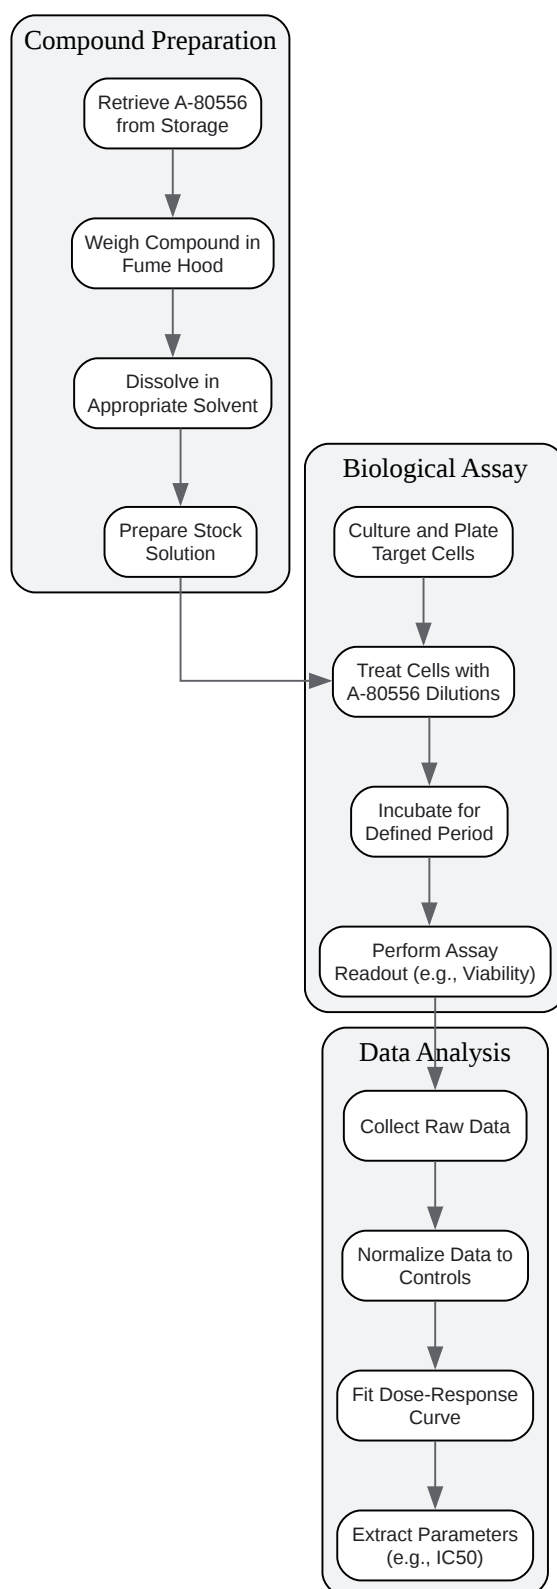 Compound Preparation
Retrieve A-80556
from Storage
Weigh Compound in
Fume Hood
Dissolve in
Appropriate Solvent
Prepare Stock
Solution
Biological Assay
Culture and Plate
Target Cells
Treat Cells with
A-80556 Dilutions
Incubate for
Defined Period
Perform Assay
Readout (e.g., Viability)
Data Analysis
Collect Raw Data
Normalize Data to
Controls
Fit Dose-Response
Curve
Extract Parameters
(e.g., IC50)